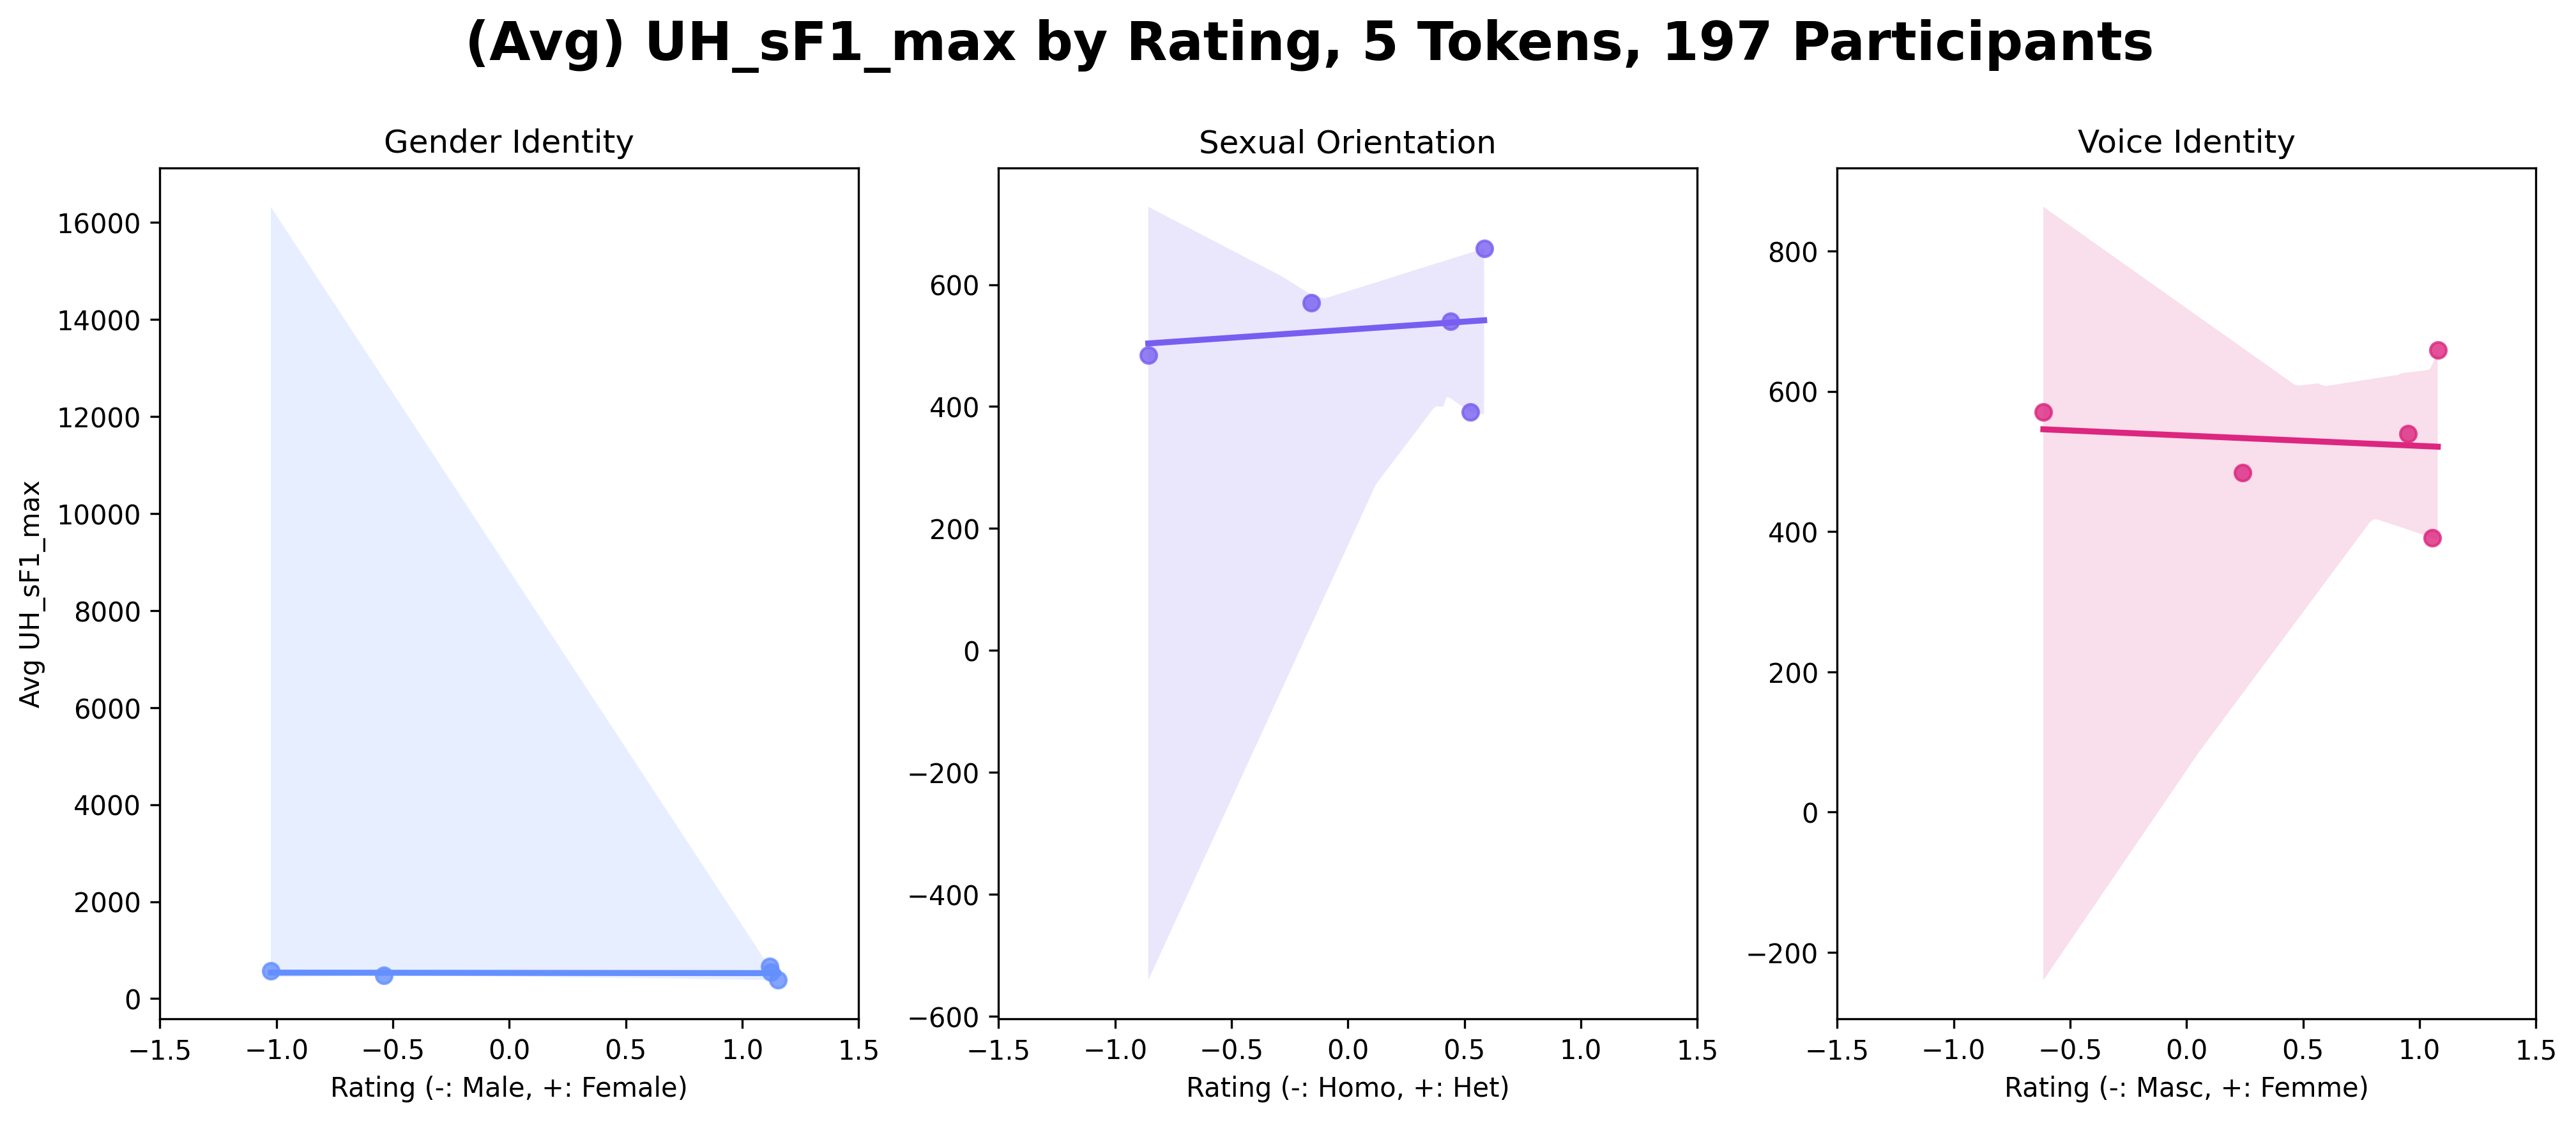 (Avg) UH_sF1_max by Rating, 5 Tokens, 197 Participants
Gender Identity
Sexual Orientation
Voice Identity
Avg UH_sF1_max
16000
14000
12000
10000
8000
6000
4000
2000
0
−1.5 −1.0 −0.5 0.0 0.5 1.0 1.5
Rating (-: Male, +: Female)
600
400
200
0
−200
−400
−600
−1.5 −1.0 −0.5 0.0 0.5 1.0 1.5
Rating (-: Homo, +: Het)
800
600
400
200
0
−200
−1.5 −1.0 −0.5 0.0 0.5 1.0 1.5
Rating (-: Masc, +: Femme)